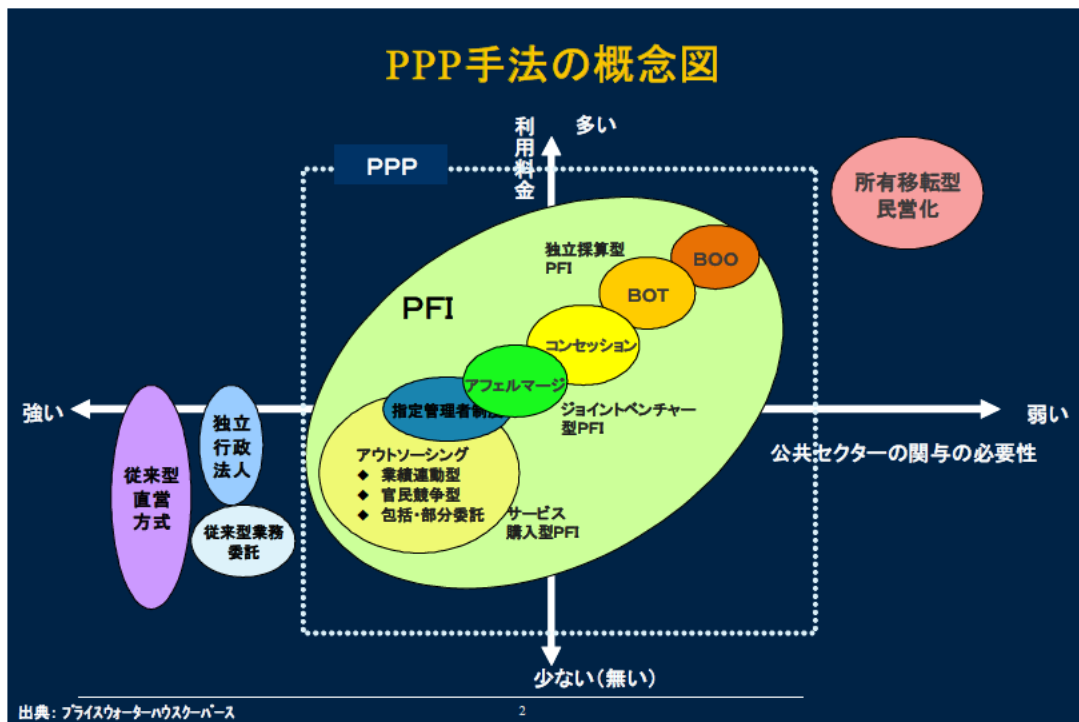 PPP手法の概念図
利用料金
多い
PPP
所有移転型
民営化
独立採算型
PFI
BOO
BOT
PFI
コンセッション
アフェルマージ
指定管理者制度
ジョイントベンチャー
型PFI
強い
弱い
公共セクターの関与の必要性
独立
行政
法人
従来型
直営
方式
従来型業務
委託
アウトソーシング
◆ 業績連動型
◆ 官民競争型
◆ 包括・部分委託
サービス
購入型PFI
少ない(無い)
出典: プライスウォーターハウスクーパース
2